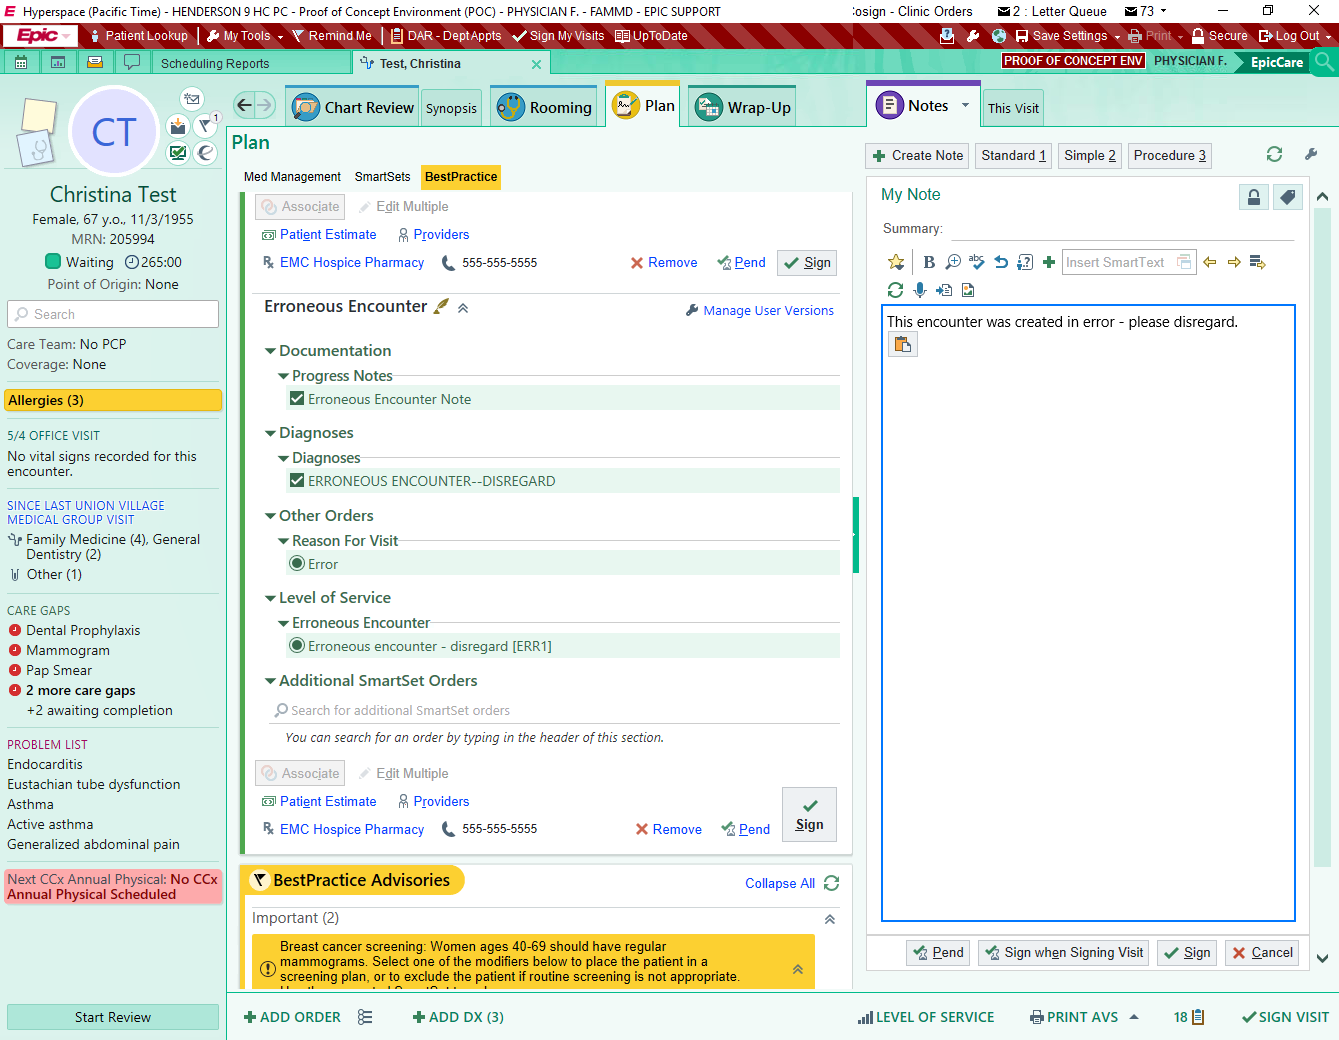 Hyperspace (Pacific Time) - HENDERSON 9 HC PC - Proof of Concept Environment (POC) - PHYSICIAN F. - FAMMD - EPIC SUPPORT
Cosign - Clinic Orders
2 : Letter Queue
73
Epic
Patient Lookup
My Tools
Remind Me
DAR - Dept Appts
Sign My Visits
UpToDate
Save Settings
Print
Secure
Log Out
Scheduling Reports
Test, Christina
PROOF OF CONCEPT ENV
PHYSICIAN F.
EpicCare
CT
1
Christina Test
Female, 67 y.o., 11/3/1955
MRN: 205994
Waiting 265:00
Point of Origin: None
Search
Care Team: No PCP
Coverage: None
Allergies (3)
5/4 OFFICE VISIT
No vital signs recorded for this
encounter.
SINCE LAST UNION VILLAGE
MEDICAL GROUP VISIT
Family Medicine (4), General
Dentistry (2)
Other (1)
CARE GAPS
Dental Prophylaxis
Mammogram
Pap Smear
2 more care gaps
+2 awaiting completion
PROBLEM LIST
Endocarditis
Eustachian tube dysfunction
Asthma
Active asthma
Generalized abdominal pain
Next CCx Annual Physical: No CCx
Annual Physical Scheduled
Start Review
Chart Review
Synopsis
Rooming
Plan
Wrap-Up
Plan
Med Management
SmartSets
BestPractice
Associate
Edit Multiple
Patient Estimate
Providers
EMC Hospice Pharmacy
555-555-5555
Remove
Pend
Sign
Erroneous Encounter
Manage User Versions
Documentation
Progress Notes
Erroneous Encounter Note
Diagnoses
Diagnoses
ERRONEOUS ENCOUNTER--DISREGARD
Other Orders
Reason For Visit
Error
Level of Service
Erroneous Encounter
Erroneous encounter - disregard [ERR1]
Additional SmartSet Orders
Search for additional SmartSet orders
You can search for an order by typing in the header of this section.
Associate
Edit Multiple
Patient Estimate
Providers
EMC Hospice Pharmacy
555-555-5555
Remove
Pend
Sign
BestPractice Advisories
Collapse All
Important (2)
Breast cancer screening: Women ages 40-69 should have regular
mammograms. Select one of the modifiers below to place the patient in a
screening plan, or to exclude the patient if routine screening is not appropriate.
Notes
This Visit
Create Note
Standard 1
Simple 2
Procedure 3
My Note
Summary:
B
abc
Insert SmartText
This encounter was created in error - please disregard.
Pend
Sign when Signing Visit
Sign
Cancel
ADD ORDER
ADD DX (3)
LEVEL OF SERVICE
PRINT AVS
18
SIGN VISIT